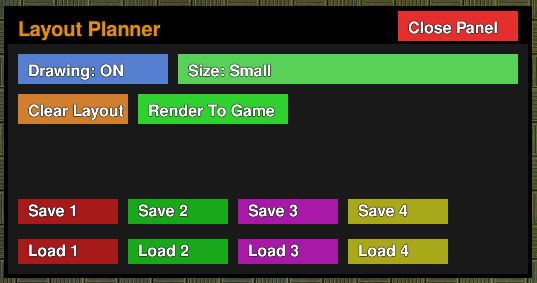 Layout Planner Close Panel
Drawing: ON Size: Small
Clear Layout Render To Game
Save 1 Save 2 Save 3 Save 4
Load 1 Load 2 Load 3 Load 4